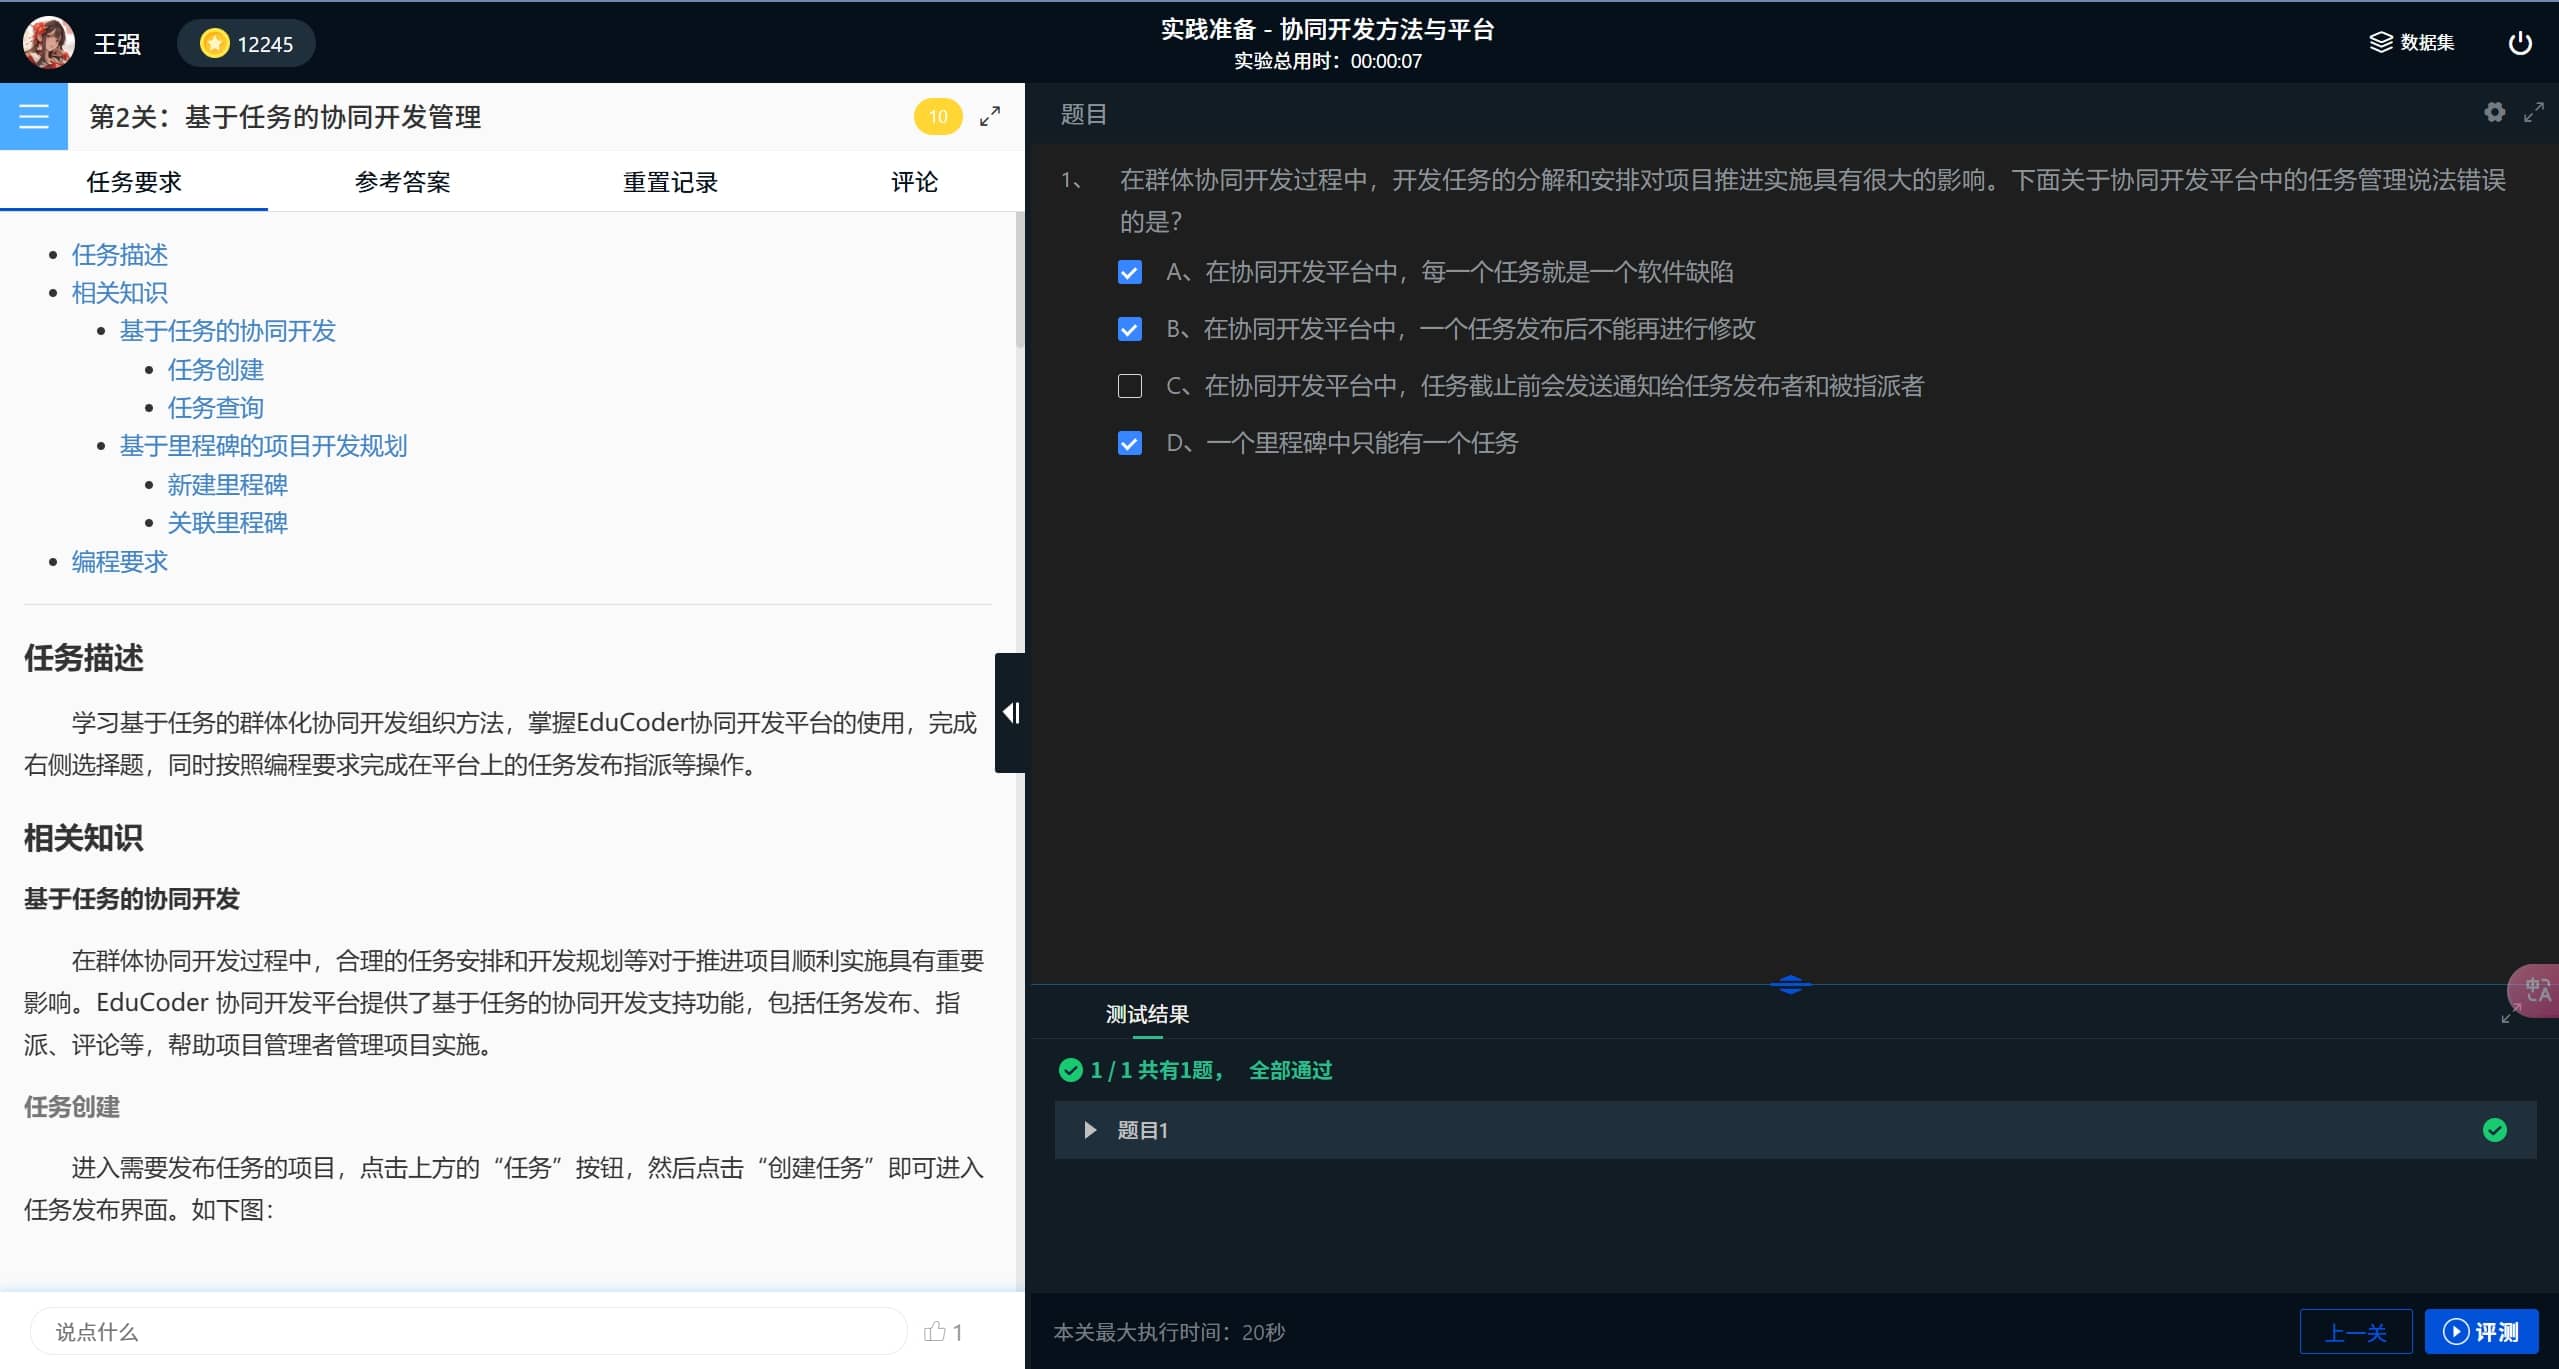 王强
12245
实践准备 - 协同开发方法与平台
实验总用时：00:00:07
数据集
第2关：基于任务的协同开发管理
10
任务要求
参考答案
重置记录
评论
任务描述
相关知识
基于任务的协同开发
任务创建
任务查询
基于里程碑的项目开发规划
新建里程碑
关联里程碑
编程要求
任务描述
学习基于任务的群体化协同开发组织方法，掌握EduCoder协同开发平台的使用，完成
右侧选择题，同时按照编程要求完成在平台上的任务发布指派等操作。
相关知识
基于任务的协同开发
在群体协同开发过程中，合理的任务安排和开发规划等对于推进项目顺利实施具有重要
影响。EduCoder 协同开发平台提供了基于任务的协同开发支持功能，包括任务发布、指
派、评论等，帮助项目管理者管理项目实施。
任务创建
进入需要发布任务的项目，点击上方的“任务”按钮，然后点击“创建任务”即可进入
任务发布界面。如下图：
说点什么
1
题目
1、 在群体协同开发过程中，开发任务的分解和安排对项目推进实施具有很大的影响。下面关于协同开发平台中的任务管理说法错误
的是？
A、在协同开发平台中，每一个任务就是一个软件缺陷
B、在协同开发平台中，一个任务发布后不能再进行修改
C、在协同开发平台中，任务截止前会发送通知给任务发布者和被指派者
D、一个里程碑中只能有一个任务
中A
测试结果
1 / 1 共有1题， 全部通过
题目1
本关最大执行时间：20秒
上一关
评测